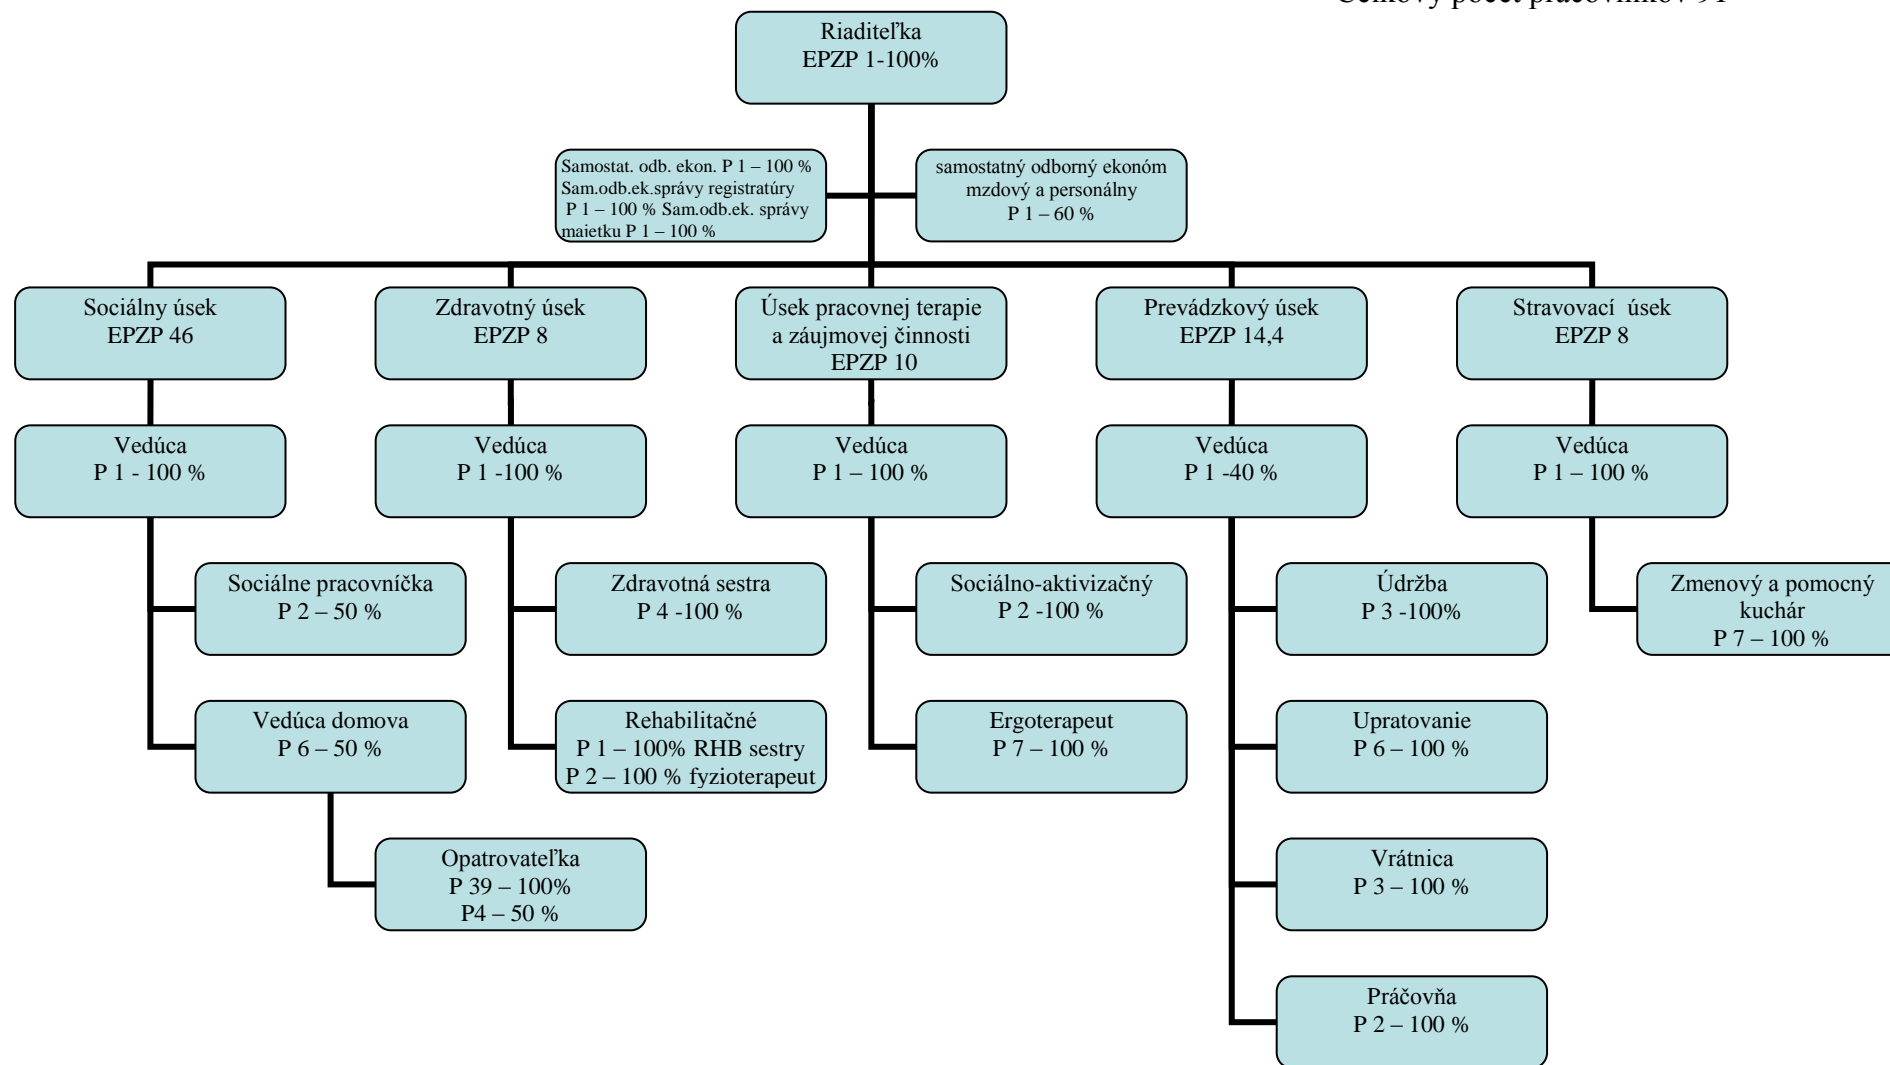 Celkový počet pracovníkov 91
Riaditeľka
EPZP 1-100%
Samostat. odb. ekon. P 1 – 100 %
Sam.odb.ek.správy registratúry
P 1 – 100 % Sam.odb.ek. správy
majetku P 1 – 100 %
samostatný odborný ekonóm
mzdový a personálny
P 1 – 60 %
Sociálny úsek
EPZP 46
Zdravotný úsek
EPZP 8
Úsek pracovnej terapie
a záujmovej činnosti
EPZP 10
Prevádzkový úsek
EPZP 14,4
Stravovací úsek
EPZP 8
Vedúca
P 1 - 100 %
Vedúca
P 1 -100 %
Vedúca
P 1 – 100 %
Vedúca
P 1 -40 %
Vedúca
P 1 – 100 %
Sociálne pracovníčka
P 2 – 50 %
Zdravotná sestra
P 4 -100 %
Sociálno-aktivizačný
P 2 -100 %
Údržba
P 3 -100%
Zmenový a pomocný
kuchár
P 7 – 100 %
Vedúca domova
P 6 – 50 %
Rehabilitačné
P 1 – 100% RHB sestry
P 2 – 100 % fyzioterapeut
Ergoterapeut
P 7 – 100 %
Upratovanie
P 6 – 100 %
Opatrovateľka
P 39 – 100%
P4 – 50 %
Vrátnica
P 3 – 100 %
Práčovňa
P 2 – 100 %